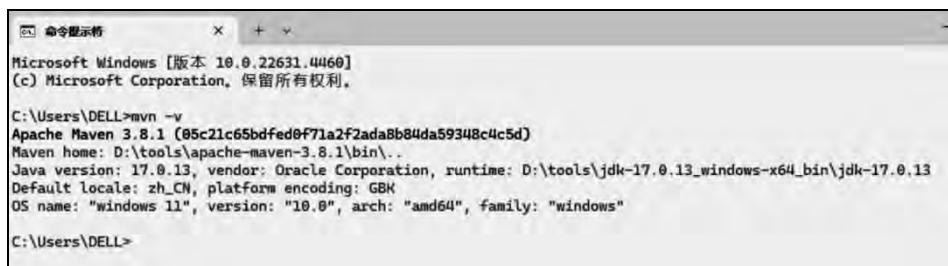 命令提示符
Microsoft Windows [版本 10.0.22631.4460]
(c) Microsoft Corporation。保留所有权利。
C:\Users\DELL>mvn -v
Apache Maven 3.8.1 (05c21c65bdfed0f71a2f2ada8b84da59348c4c5d)
Maven home: D:\tools\apache-maven-3.8.1\bin\..
Java version: 17.0.13, vendor: Oracle Corporation, runtime: D:\tools\jdk-17.0.13_windows-x64_bin\jdk-17.0.13
Default locale: zh_CN, platform encoding: GBK
OS name: "windows 11", version: "10.0", arch: "amd64", family: "windows"
C:\Users\DELL>